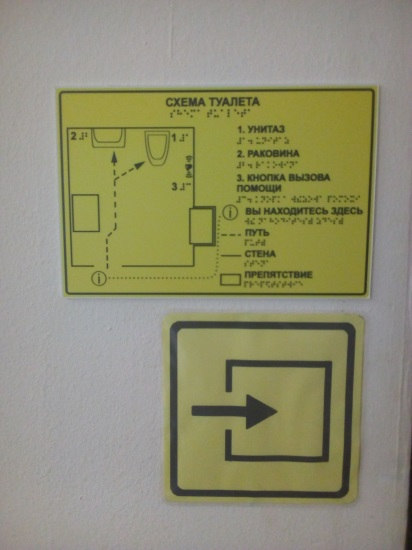 СХЕМА ТУАЛЕТА
2
1
3
1. УНИТАЗ
2. РАКОВИНА
3. КНОПКА ВЫЗОВА
ПОМОЩИ
ВЫ НАХОДИТЕСЬ ЗДЕСЬ
ПУТЬ
СТЕНА
ПРЕПЯТСТВИЕ